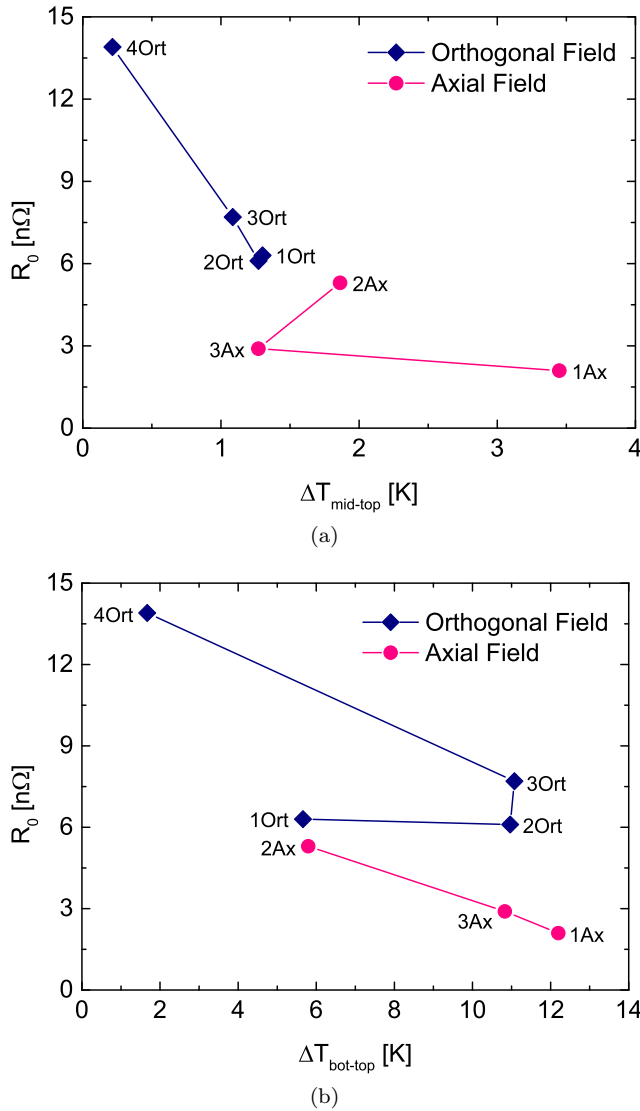 15
12
9
6
3
0
R0 [nΩ]
4Ort
3Ort
2Ort
1Ort
2Ax
3Ax
1Ax
Orthogonal Field
Axial Field
0 1 2 3 4
ΔTmid-top [K]
(a)
15
12
9
6
3
0
R0 [nΩ]
4Ort
Orthogonal Field
Axial Field
3Ort
1Ort
2Ort
2Ax
3Ax
1Ax
0 2 4 6 8 10 12 14
ΔTbot-top [K]
(b)